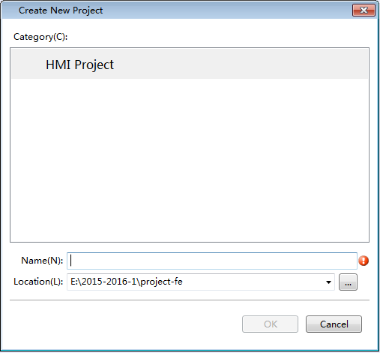 Create New Project
Category(C):
HMI Project
Name(N):
Location(L): E:\2015-2016-1\project-fe ...
OK Cancel